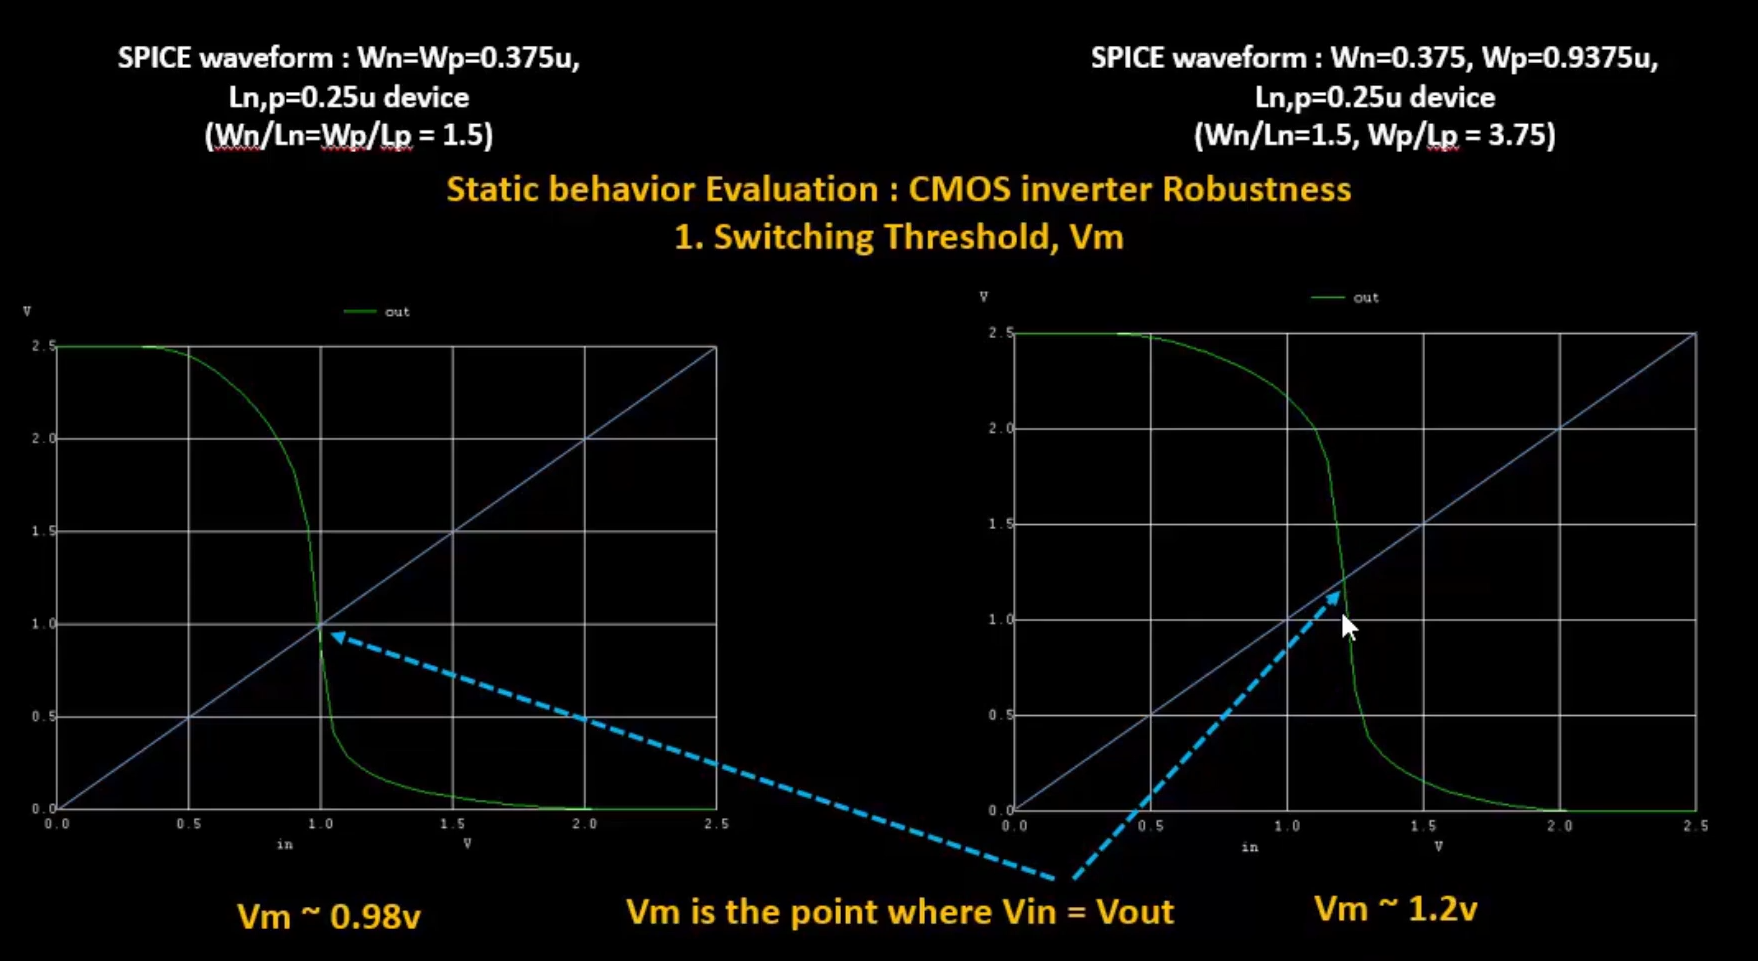 SPICE waveform : Wn=Wp=0.375u,
Ln,p=0.25u device
(Wn/Ln=Wp/Lp = 1.5)
SPICE waveform : Wn=0.375, Wp=0.9375u,
Ln,p=0.25u device
(Wn/Ln=1.5, Wp/Lp = 3.75)
Static behavior Evaluation : CMOS inverter Robustness
1. Switching Threshold, Vm
V
out
2.5
2.0
1.5
1.0
0.5
0.0
0.0 0.5 1.0 1.5 2.0 2.5
in V
V
out
2.5
2.0
1.5
1.0
0.5
0.0
0.0 0.5 1.0 1.5 2.0 2.5
in V
Vm ~ 0.98v
Vm is the point where Vin = Vout
Vm ~ 1.2v